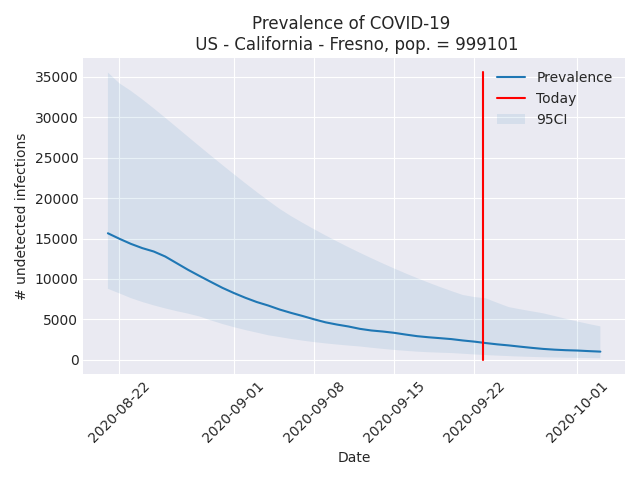 Prevalence of COVID-19
US - California - Fresno, pop. = 999101
35000
30000
25000
20000
15000
10000
5000
0
# undetected infections
Prevalence
Today
95CI
2020-08-22
2020-09-01
2020-09-08
2020-09-15
2020-09-22
2020-10-01
Date